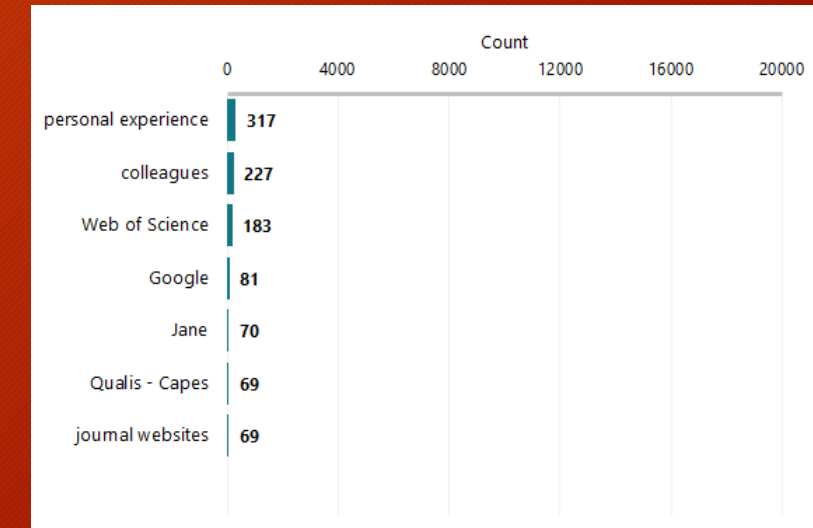 Count
0 4000 8000 12000 16000 20000
personal experience 317
colleagues 227
Web of Science 183
Google 81
Jane 70
Qualis - Capes 69
journal websites 69